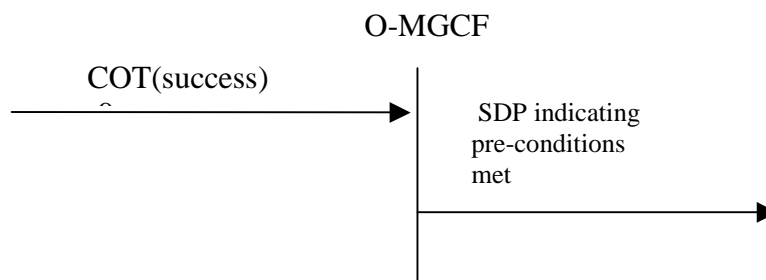 O-MGCF
COT(success)
SDP indicating
pre-conditions
met